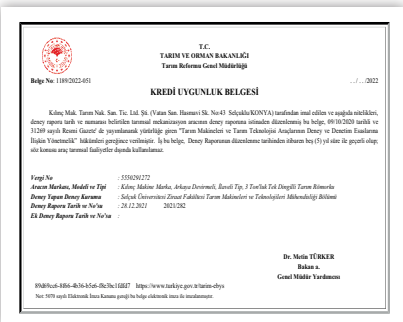 T.C.
TARIM VE ORMAN BAKANLIĞI
Tarım Reformu Genel Müdürlüğü
Belge No: 1189/2022-051
. . / . . /2022
KREDİ UYGUNLUK BELGESİ
Kılınç Mak. Tarım Nak. San. Tic. Ltd. Şti. (Vatan San. Hasnavi Sk. No:43 Selçuklu/KONYA) tarafından imal edilen ve aşağıda nitelikleri,
deney raporu tarih ve numarası belirtilen tarımsal mekanizasyon aracının deney raporuna istinaden düzenlenmiş bu belge, 09/10/2020 tarihli ve
31269 sayılı Resmi Gazete' de yayımlanarak yürürlüğe giren "Tarım Makineleri ve Tarım Teknolojisi Araçlarının Deney ve Denetim Esaslarına
İlişkin Yönetmelik" hükümleri gereğince verilmiştir. İş bu belge, Deney Raporunun düzenlenme tarihinden itibaren beş (5) yıl süre ile geçerli olup;
söz konusu araç tarımsal faaliyetler dışında kullanılamaz.
Vergi No : 5550291272
Aracın Markası, Modeli ve Tipi : Kılınç Makine Marka, Arkaya Devirmeli, İlaveli Tip, 3 Ton'luk Tek Dingilli Tarım Römorku
Deney Yapan Deney Kurumu : Selçuk Üniversitesi Ziraat Fakültesi Tarım Makineleri ve Teknolojileri Mühendisliği Bölümü
Deney Raporu Tarih ve No'su : 28.12.2021 2021/282
Ek Deney Raporu Tarih ve No'su :
Dr. Metin TÜRKER
Bakan a.
Genel Müdür Yardımcısı
https://www.turkiye.gov.tr/tarim-ebys
Not: 5070 sayılı Elektronik İmza Kanunu gereği bu belge elektronik imza ile imzalanmıştır.